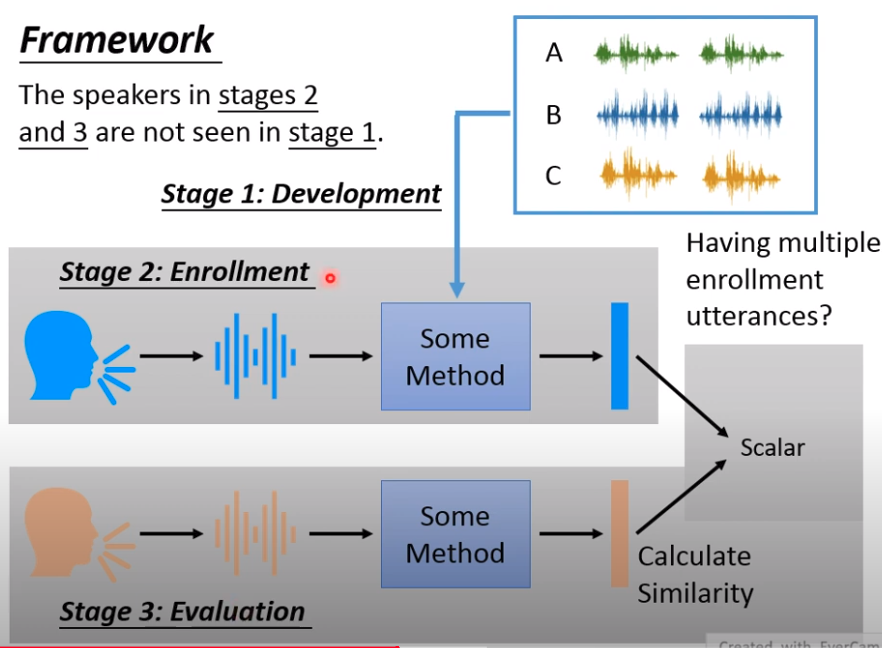 Framework
The speakers in stages 2
and 3 are not seen in stage 1.
A
B
C
Stage 1: Development
Having multiple
enrollment
utterances?
Stage 2: Enrollment
Some
Method
Scalar
Some
Method
Calculate
Similarity
Stage 3: Evaluation
Created with EverCam